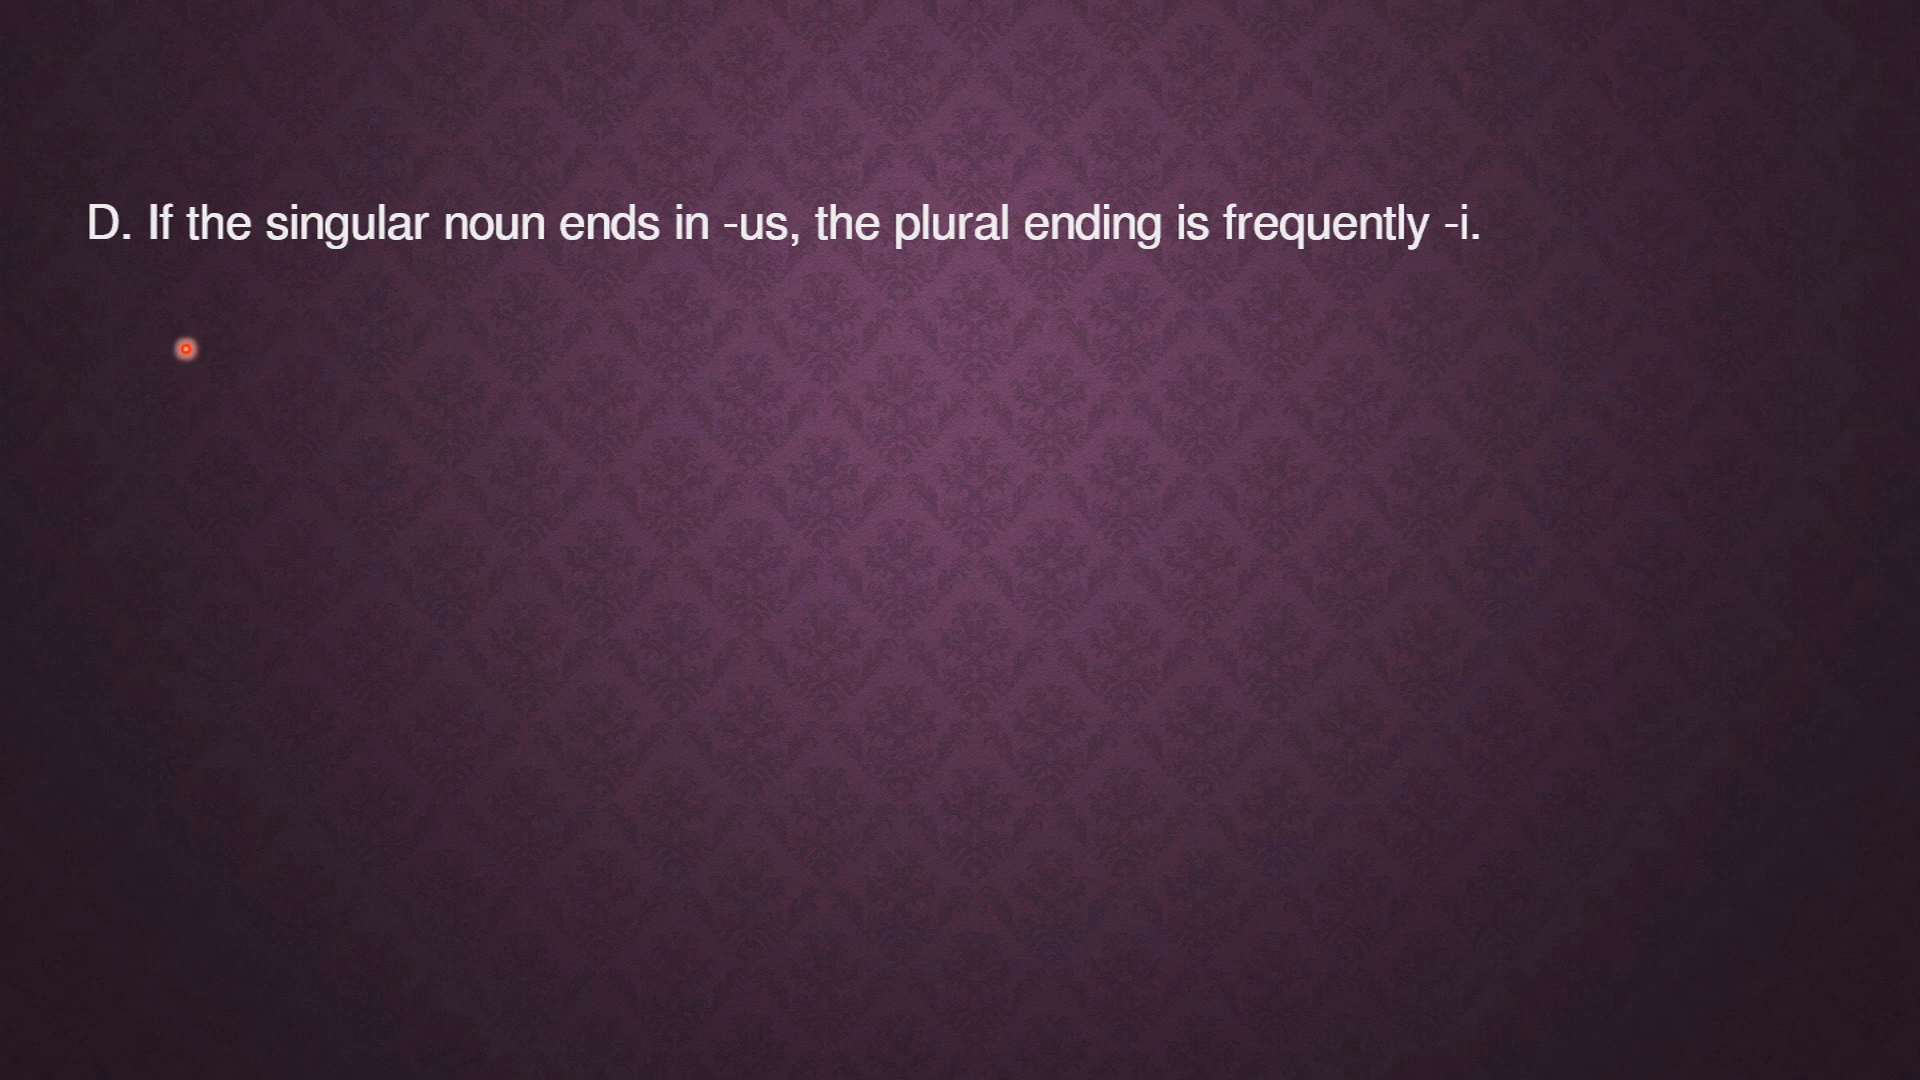 D. If the singular noun ends in -us, the plural ending is frequently -i.